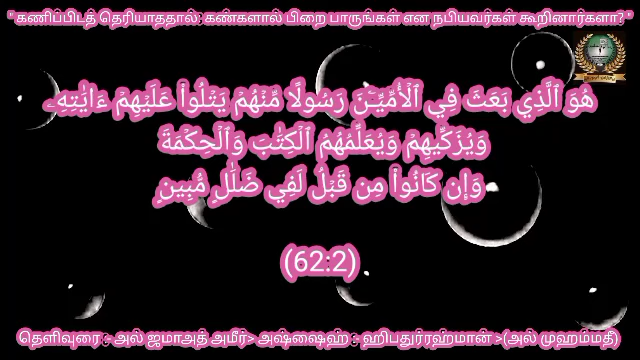 " கணிப்பிடத் தெரியாததால்; கண்களால் பிறை பாருங்கள் என நபியவர்கள் கூறினார்களா? "
هُوَ ٱلَّذِي بَعَثَ فِي ٱلْأُمِّيِّـۧنَ رَسُولًا مِّنْهُمْ يَتْلُوا۟ عَلَيْهِمْ ءَايَٰتِهِۦ
وَيُزَكِّيهِمْ وَيُعَلِّمُهُمُ ٱلْكِتَٰبَ وَٱلْحِكْمَةَ
وَإِن كَانُوا۟ مِن قَبْلُ لَفِي ضَلَٰلٍ مُّبِينٍ
(62:2)
தெளிவுரை :- அல் ஜமாஅத் அமீர்> அஷ்ஷைஹ் :- ஹிபதுர்ரஹ்மான் >(அல் முஹம்மதீ)